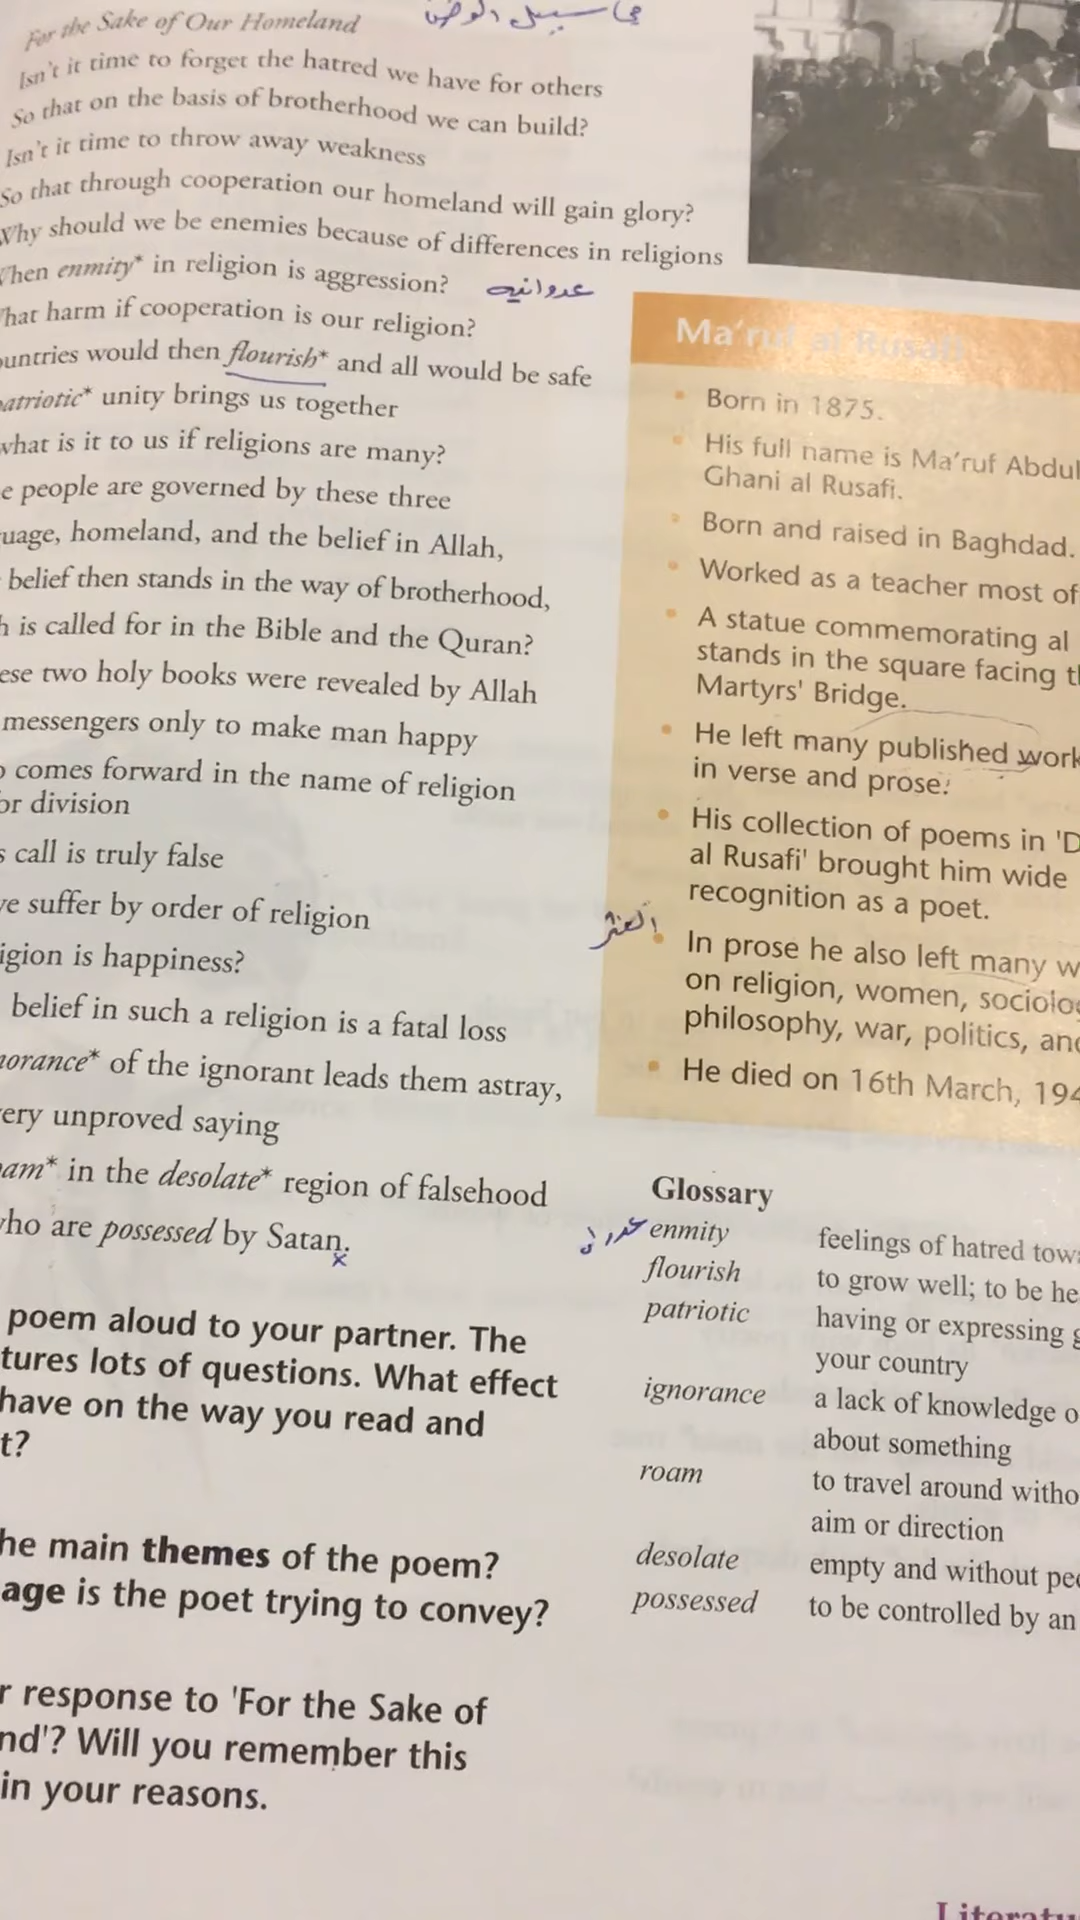 For the Sake of Our Homeland
في سبيل الوطن
Isn't it time to forget the hatred we have for others
So that on the basis of brotherhood we can build?
Isn't it time to throw away weakness
So that through cooperation our homeland will gain glory?
Why should we be enemies because of differences in religions
When enmity* in religion is aggression?
عدوانيه
hat harm if cooperation is our religion?
ountries would then flourish* and all would be safe
atriotic* unity brings us together
what is it to us if religions are many?
e people are governed by these three
uage, homeland, and the belief in Allah,
belief then stands in the way of brotherhood,
h is called for in the Bible and the Quran?
ese two holy books were revealed by Allah
messengers only to make man happy
o comes forward in the name of religion
or division
s call is truly false
ve suffer by order of religion
igion is happiness?
belief in such a religion is a fatal loss
norance* of the ignorant leads them astray,
very unproved saying
oam* in the desolate* region of falsehood
who are possessed by Satan.
poem aloud to your partner. The
tures lots of questions. What effect
have on the way you read and
t?
he main themes of the poem?
age is the poet trying to convey?
r response to 'For the Sake of
nd'? Will you remember this
in your reasons.
Ma'ruf al Rusafi
• Born in 1875.
• His full name is Ma'ruf Abdul
Ghani al Rusafi.
• Born and raised in Baghdad.
• Worked as a teacher most of
• A statue commemorating al
stands in the square facing th
Martyrs' Bridge.
• He left many published work
in verse and prose.
• His collection of poems in 'D
al Rusafi' brought him wide
recognition as a poet.
• In prose he also left many w
on religion, women, sociolog
philosophy, war, politics, and
• He died on 16th March, 194
Glossary
enmity feelings of hatred towa
flourish to grow well; to be he
patriotic having or expressing g
your country
ignorance a lack of knowledge o
about something
roam to travel around witho
aim or direction
desolate empty and without peo
possessed to be controlled by an
Literatu